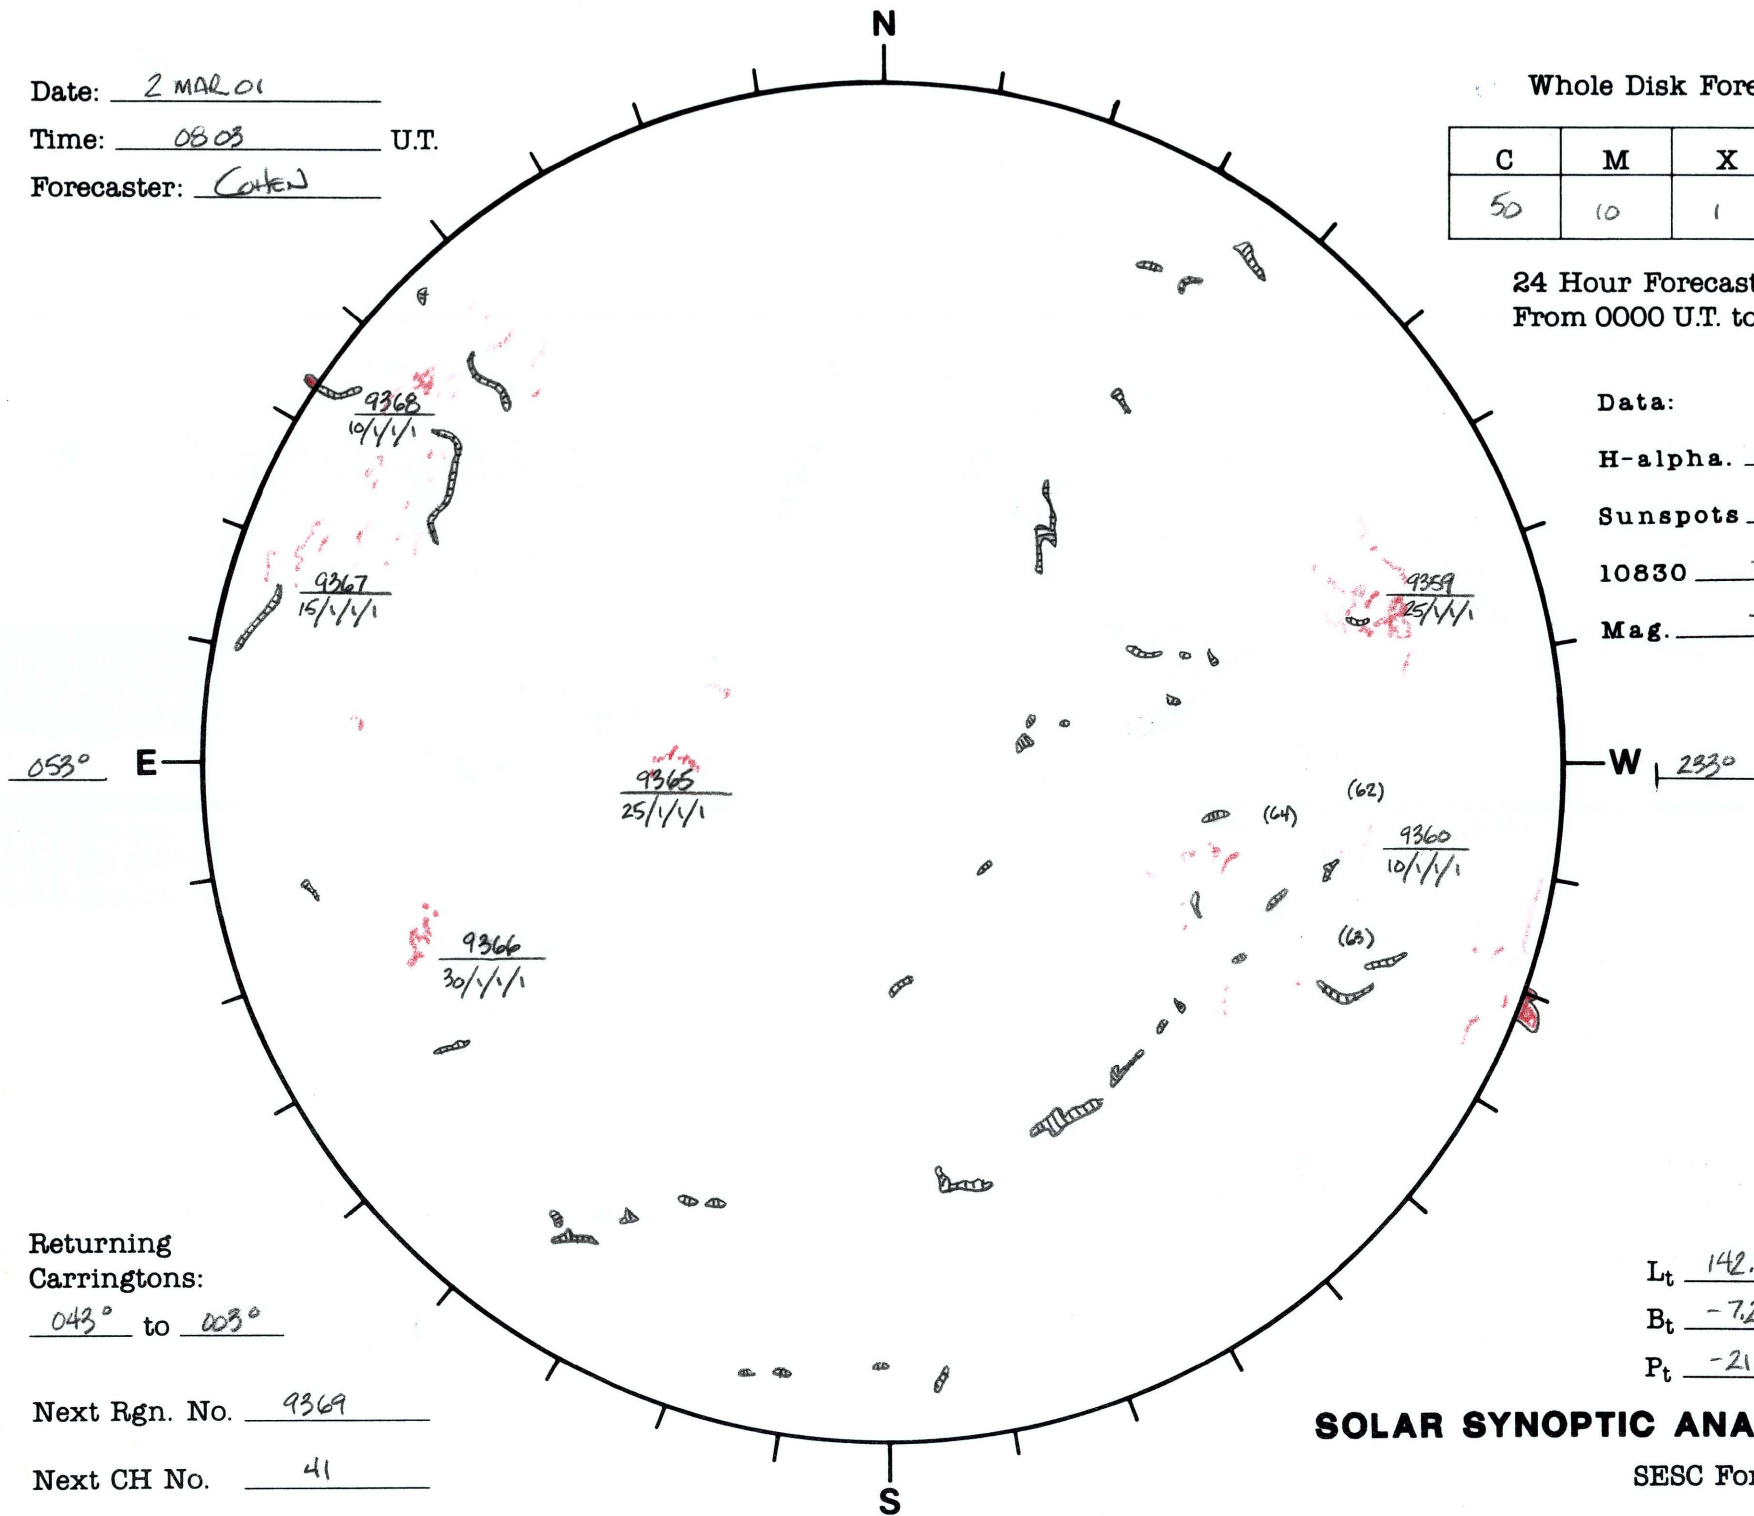 N
Date: 2 MAR 01
Time: 0803 U.T.
Forecaster: COHEN
Whole Disk Fore
C M X
50 10 1
24 Hour Forecast
From 0000 U.T. to
Data:
H-alpha.
Sunspots
10830
Mag.
9368
10/1/1/1
9367
15/1/1/1
9359
25/1/1/1
053° E
W 233°
9365
25/1/1/1
(62)
(64)
9360
10/1/1/1
(63)
9366
30/1/1/1
Returning
Carringtons:
043° to 003°
Next Rgn. No. 9369
Next CH No. 41
Lt 142.
Bt -7.2
Pt -21
SOLAR SYNOPTIC ANA
SESC For
S